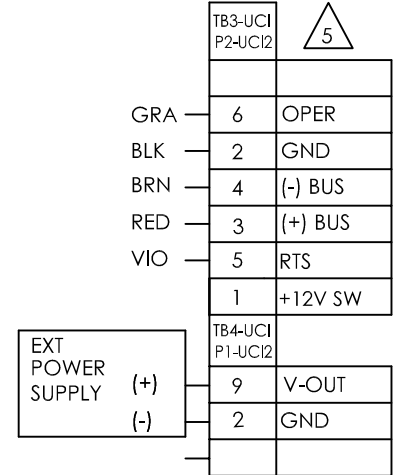 TB3-UCI
P2-UCI2
5
GRA 6 OPER
BLK 2 GND
BRN 4 (-) BUS
RED 3 (+) BUS
VIO 5 RTS
1 +12V SW
TB4-UCI
P1-UCI2
EXT
POWER
SUPPLY (+) 9 V-OUT
(-) 2 GND